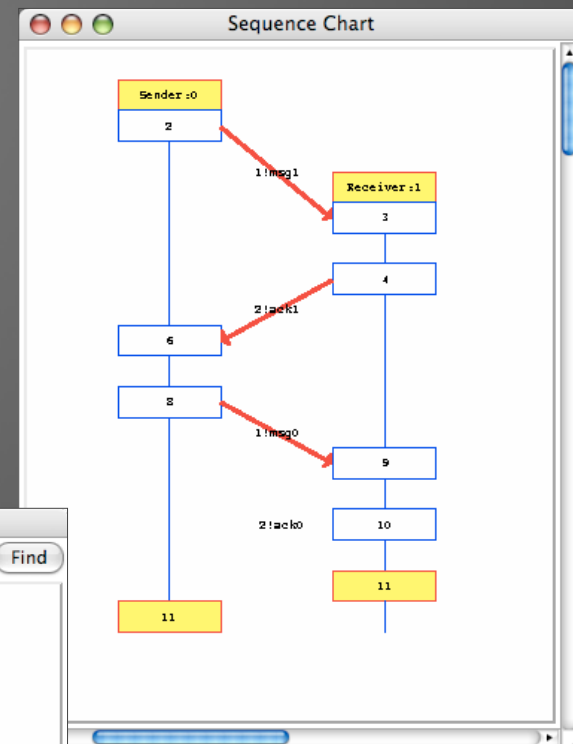 Sequence Chart
Sender:0
2
1!msg1
Receiver:1
3
4
2!ack1
6
8
1!msg0
9
2!ack0
10
11
11
Find